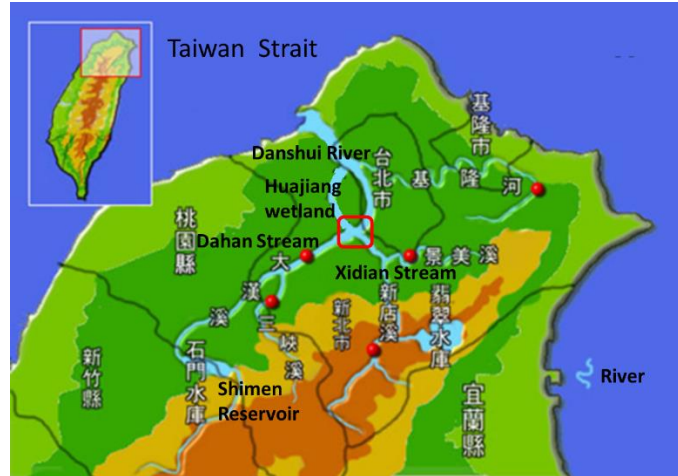 Taiwan Strait
基隆市
Danshui River
台北市
基隆河
Huajiang
wetland
桃園縣
Dahan Stream
大漢溪
Xidian Stream
景美溪
三峽溪
新北市
新店溪
翡翠水庫
新竹縣
石門水庫
Shimen
Reservoir
宜蘭縣
River